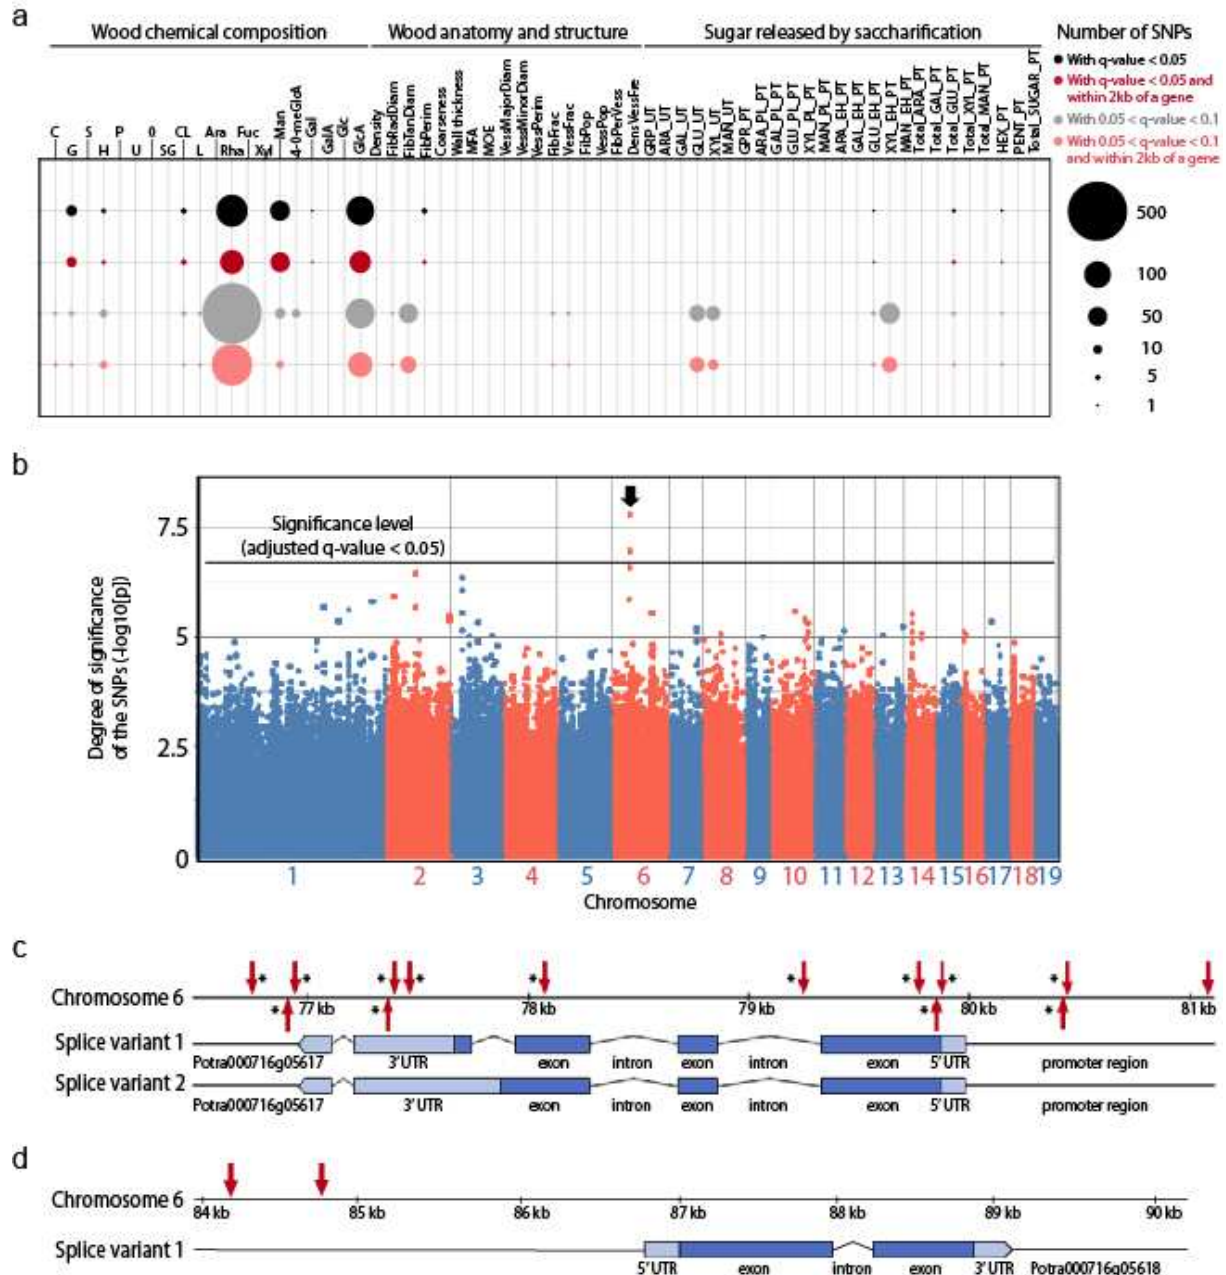 a
Wood chemical composition
Wood anatomy and structure
Sugar released by saccharification
Number of SNPs
With q-value < 0.05
With q-value < 0.05 and
within 2kb of a gene
With 0.05 < q-value < 0.1
With 0.05 < q-value < 0.1
and within 2kb of a gene
C
G
S
H
P
U
0
SG
CL
L
Ara
Rha
Fuc
Xyl
Man
4-0-meGlcA
Gal
GalA
Glc
GlcA
Density
FibRadDiam
FibTanDiam
FibPerim
Coarseness
Wall thickness
MFA
MOE
VessMajorDiam
VessMinorDiam
VessPerim
FibFrac
VessFrac
FibPop
VessPop
FibPerVess
DensVessFre
GRP_UT
ARA_UT
GAL_UT
GLU_UT
XYL_UT
MAN_UT
GPR_PT
ARA_PL_PT
GAL_PL_PT
GLU_PL_PT
XYL_PL_PT
MAN_PL_PT
ARA_EH_PT
GAL_EH_PT
GLU_EH_PT
XYL_EH_PT
MAN_EH_PT
Total_ARA_PT
Total_GAL_PT
Total_GLU_PT
Total_XYL_PT
Total_MAN_PT
HEX_PT
PENT_PT
Total_SUGAR_PT
500
100
50
10
5
1
b
Significance level
(adjusted q-value < 0.05)
7.5
5
2.5
0
Degree of significance
of the SNPs (-log10[p])
1 2 3 4 5 6 7 8 9 10 11 12 13 14 15 16 17 18 19
Chromosome
c
* * * * * * * * *
Chromosome 6
77 kb 78 kb 79 kb 80 kb 81 kb
* * * *
Splice variant 1
Potra000716g05617 3' UTR exon intron exon intron exon 5' UTR promoter region
Splice variant 2
Potra000716g05617 3' UTR exon intron exon intron exon 5' UTR promoter region
d
Chromosome 6
84 kb 85 kb 86 kb 87 kb 88 kb 89 kb 90 kb
Splice variant 1
5' UTR exon intron exon 3' UTR Potra000716g05618